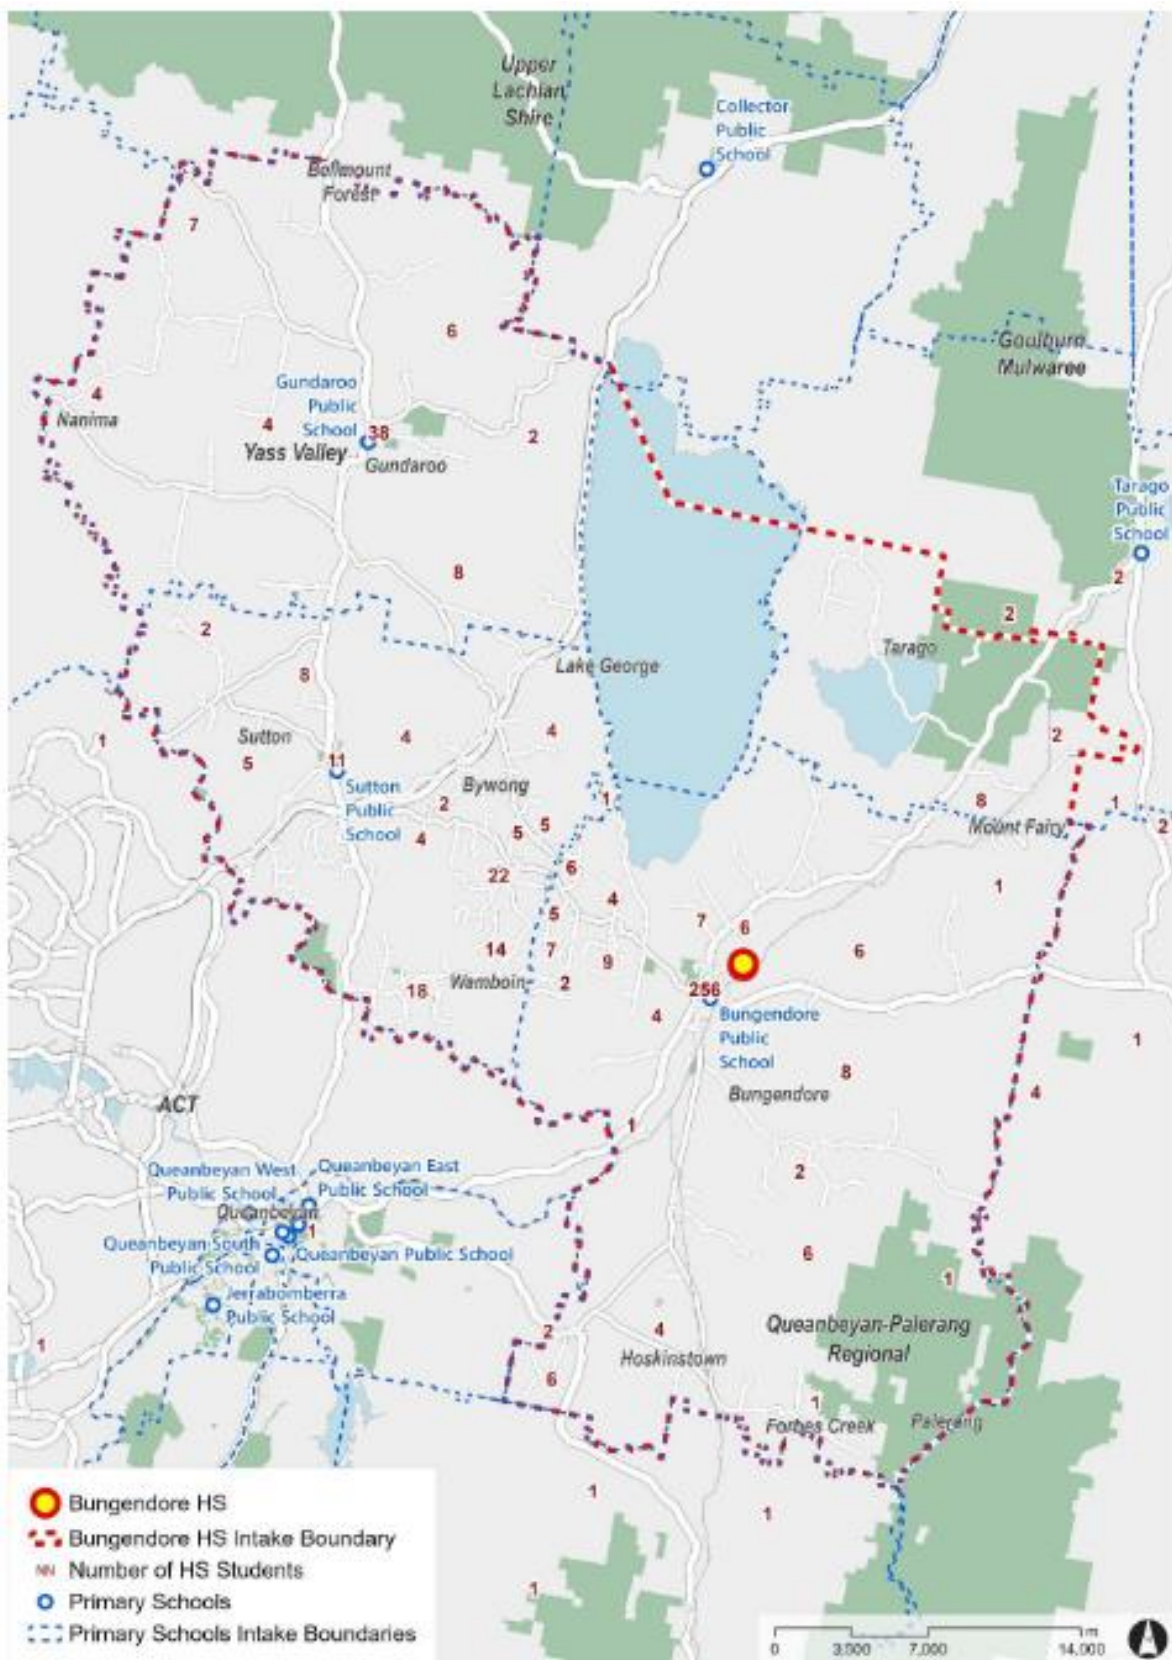 Upper
Lachlan
Shire
Collector
Public
School
Bellmount
Forest
7
7
6
Goulburn
Mulwaree
Gundaroo
Public
School
4
Nanima
4
38
2
Yass Valley
Gundaroo
Tarago
Public
School
8
2
2
2
Tarago
Lake George
8
Sutton
4
4
1
5
2
11
Sutton
Public
School
Bywong
2
1
8
1
4
5
5
Mount Fairy
2
22
6
4
1
5
7
6
14
7
9
6
18
Wamboin
2
256
4
Bungendore
Public
School
1
8
Bungendore
4
ACT
1
Queanbeyan West
Public School
Queanbeyan East
Public School
2
Queanbeyan
1
Queanbeyan South
Public School
Queanbeyan Public School
6
1
Jerrabomberra
Public School
1
2
4
Queanbeyan-Palerang
Regional
Hoskinstown
6
1
Forbes Creek
Palerang
1
1
1
Bungendore HS
Bungendore HS Intake Boundary
NN Number of HS Students
Primary Schools
Primary Schools Intake Boundaries
m
0 3,500 7,000 14,000